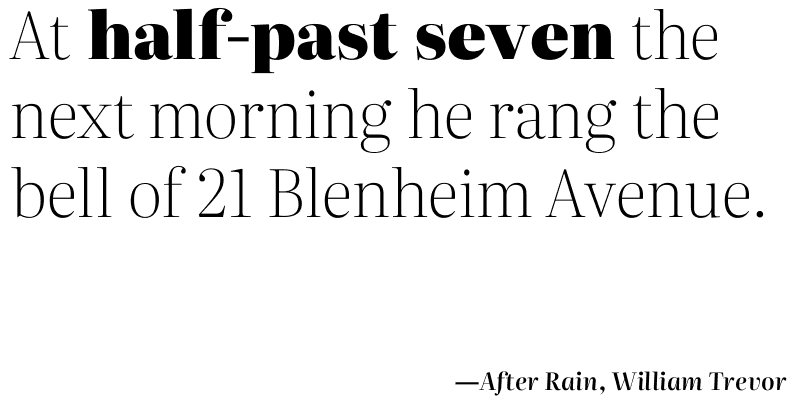 At half-past seven the
next morning he rang the
bell of 21 Blenheim Avenue.
—After Rain, William Trevor